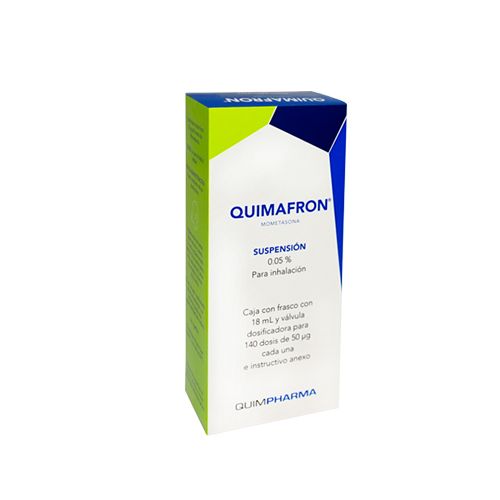 QUIMAFRON®
QUIMAFRON®
MOMETASONA
SUSPENSIÓN
0.05 %
Para inhalación
Caja con frasco con
18 mL y válvula
dosificadora para
140 dosis de 50 µg
cada una
e instructivo anexo
QUIMPHARMA